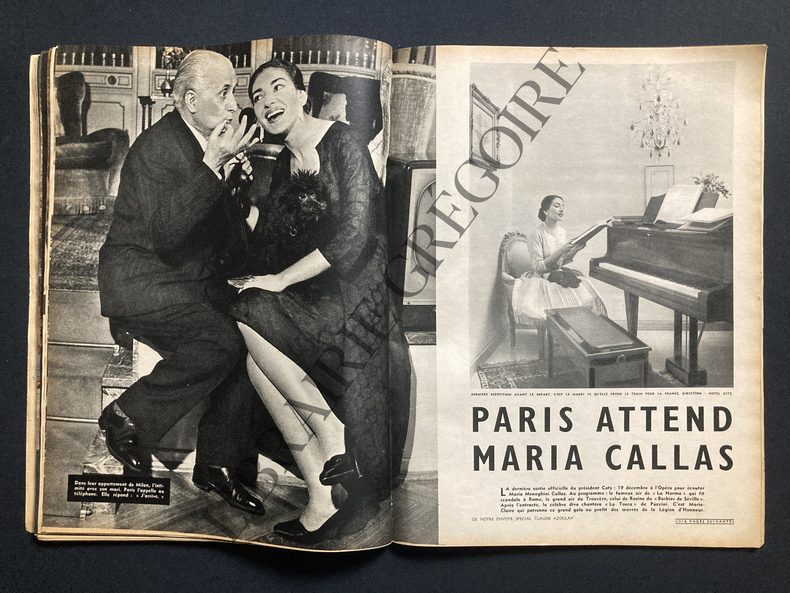 Dans leur appartement de Milan, l'inti-
mité avec son mari. Paris l'appelle au
téléphone. Elle répond : « J'arrive. »
PREMIÈRE RÉPÉTITION AVANT LE DÉPART. C'EST LE MARDI 16 QU'ELLE PREND LE TRAIN POUR LA FRANCE. DIRECTION : HOTEL RITZ.
PARIS ATTEND
MARIA CALLAS
LA dernière sortie officielle du président Coty : 19 décembre à l'Opéra pour écouter
Maria Meneghini Callas. Au programme : le fameux air de « La Norma » qui fit
scandale à Rome, le grand air du Trouvère, celui de Rosine du « Barbier de Séville ».
Après l'entracte, la célèbre diva chantera « La Tosca » de Puccini. C'est Marie-
Claire qui patronne ce grand gala au profit des œuvres de la Légion d'Honneur.
DE NOTRE ENVOYÉ SPÉCIAL CLAUDE AZOULAY
VOIR PAGES SUIVANTES
LIBRAIRIE GRÉGOIRE